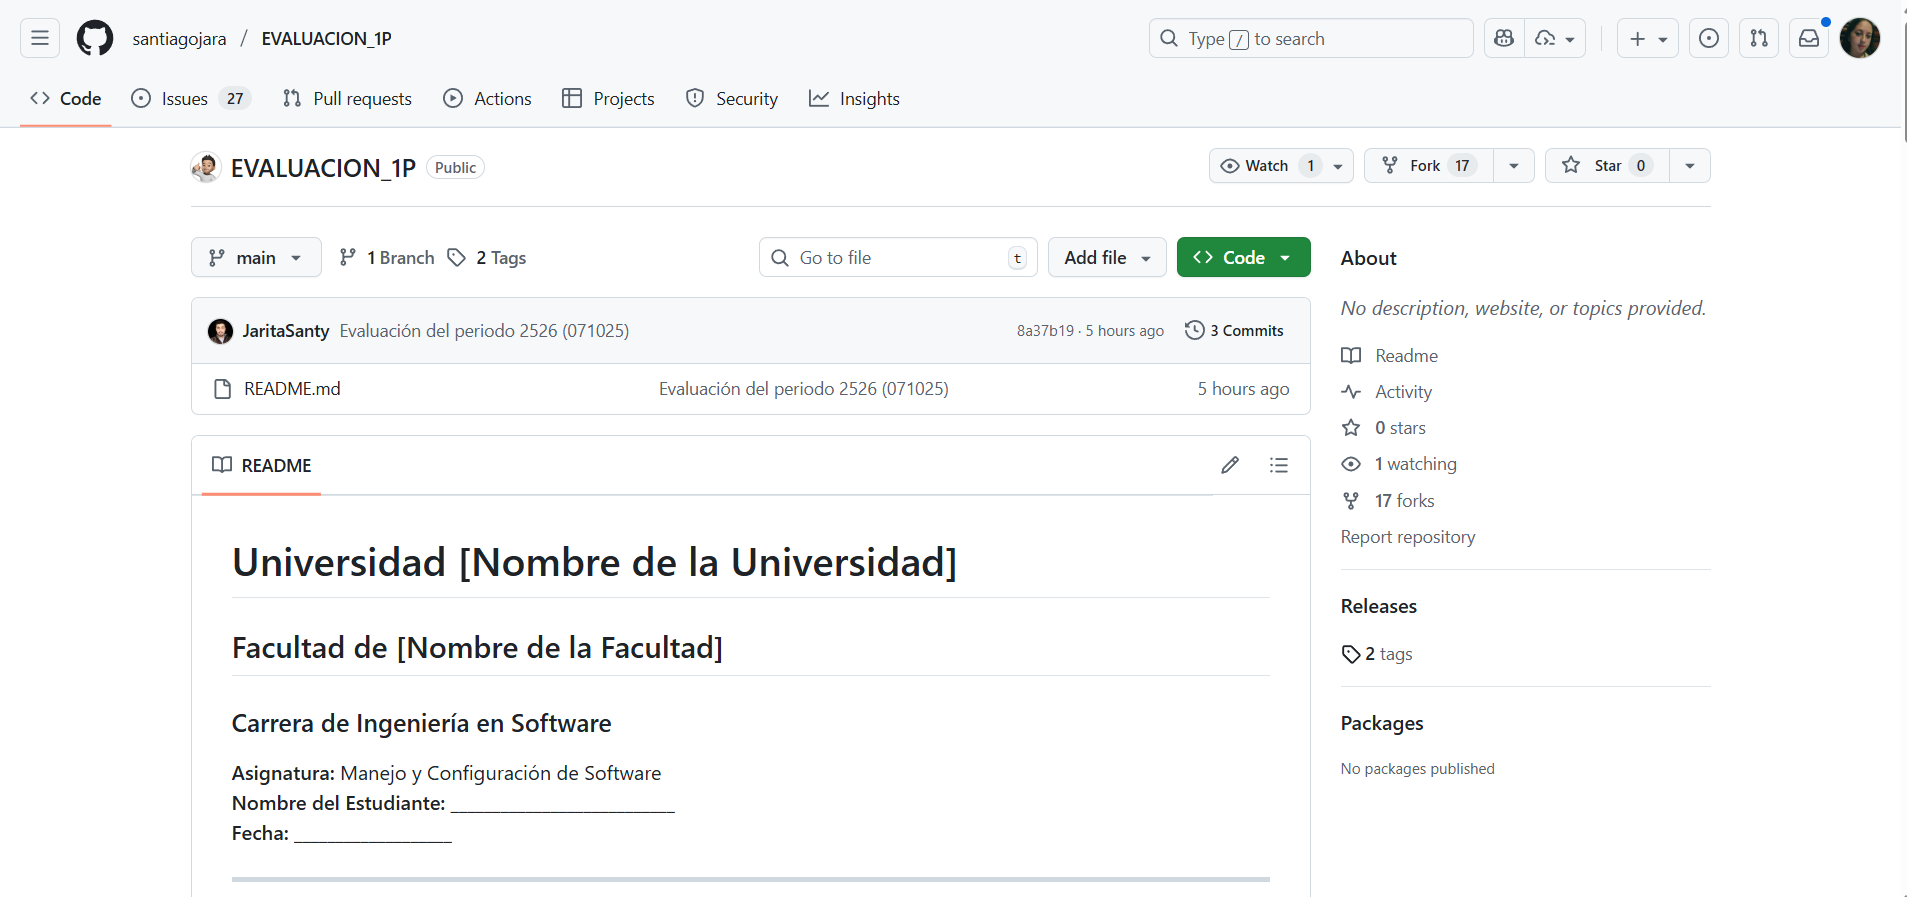 santiagojara / EVALUACION_1P
Type / to search
Code
Issues 27
Pull requests
Actions
Projects
Security
Insights
EVALUACION_1P Public
Watch 1
Fork 17
Star 0
main
1 Branch
2 Tags
Go to file t
Add file
Code
About
No description, website, or topics provided.
JaritaSanty Evaluación del periodo 2526 (071025)
8a37b19 · 5 hours ago
3 Commits
README.md
Evaluación del periodo 2526 (071025)
5 hours ago
Readme
Activity
0 stars
1 watching
17 forks
Report repository
README
Universidad [Nombre de la Universidad]
Facultad de [Nombre de la Facultad]
Carrera de Ingeniería en Software
Asignatura: Manejo y Configuración de Software
Nombre del Estudiante: ___________________________
Fecha: ___________________
Releases
2 tags
Packages
No packages published